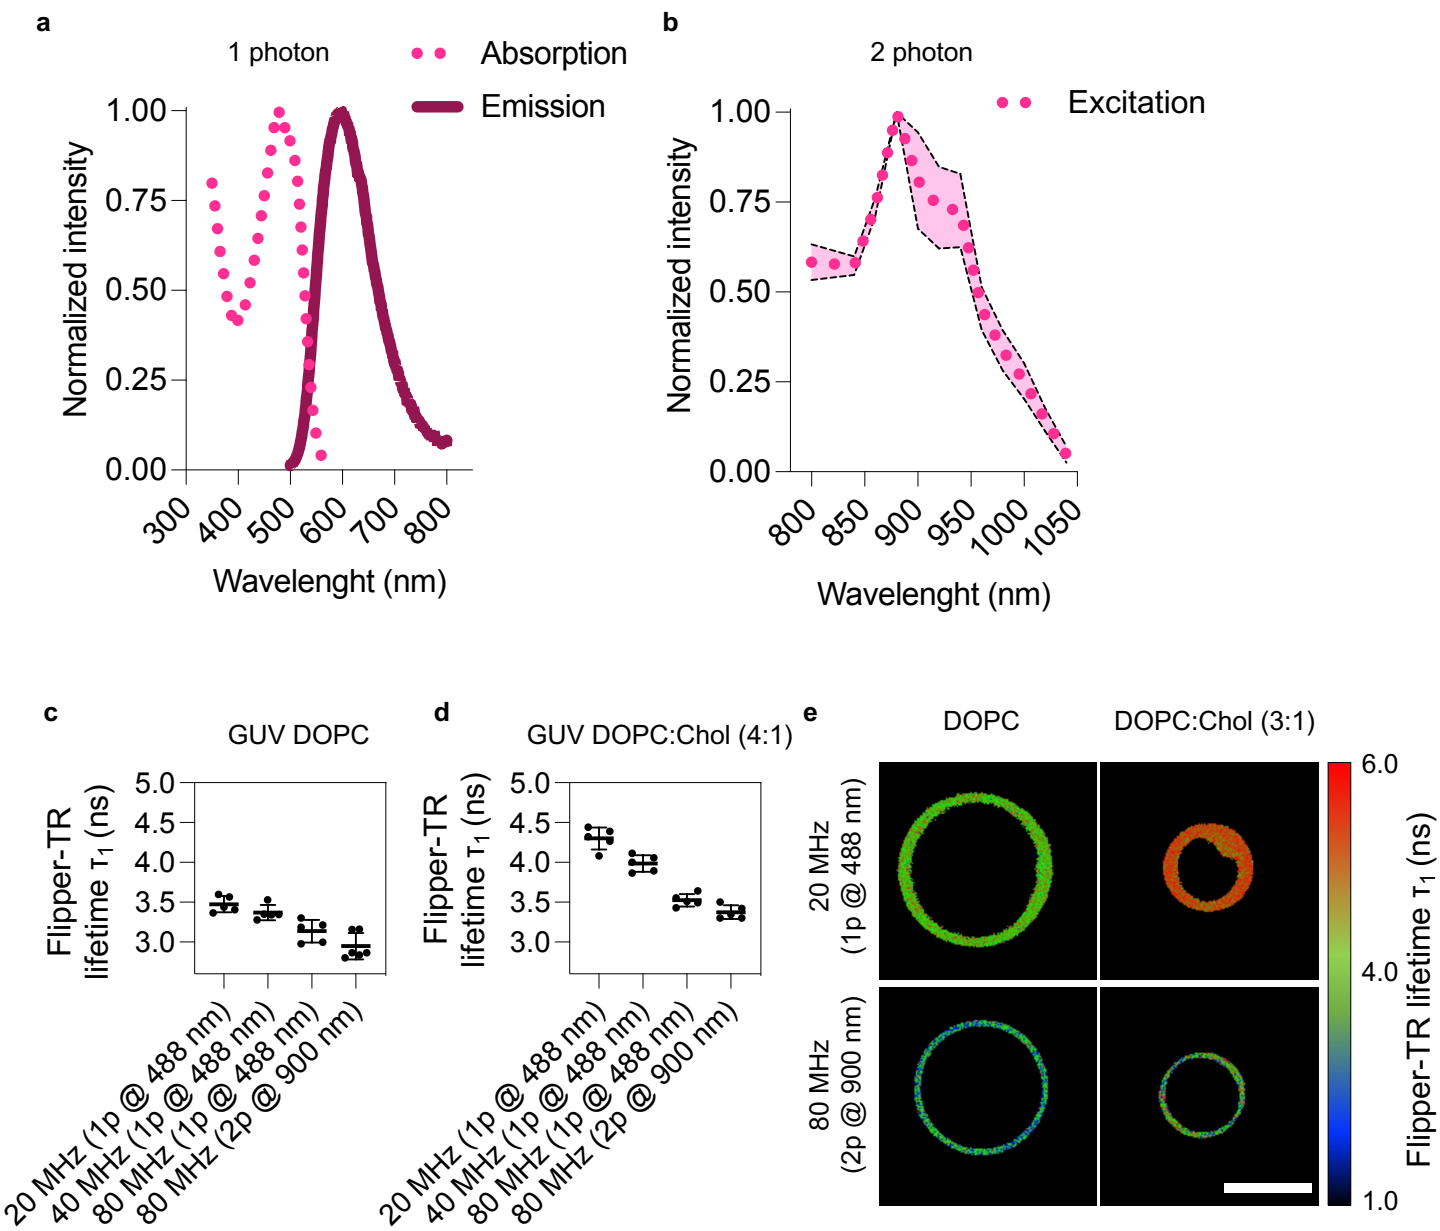 a
1 photon
Absorption
Emission
Normalized intensity
1.00
0.75
0.50
0.25
0.00
300
400
500
600
700
800
Wavelenght (nm)
b
2 photon
Excitation
Normalized intensity
1.00
0.75
0.50
0.25
0.00
800
850
900
950
1000
1050
Wavelenght (nm)
c
GUV DOPC
Flipper-TR
lifetime τ₁ (ns)
5.0
4.5
4.0
3.5
3.0
20 MHz (1p @ 488 nm)
40 MHz (1p @ 488 nm)
80 MHz (1p @ 488 nm)
80 MHz (2p @ 900 nm)
d
GUV DOPC:Chol (4:1)
Flipper-TR
lifetime τ₁ (ns)
5.0
4.5
4.0
3.5
3.0
20 MHz (1p @ 488 nm)
40 MHz (1p @ 488 nm)
80 MHz (1p @ 488 nm)
80 MHz (2p @ 900 nm)
e
DOPC
DOPC:Chol (3:1)
20 MHz
(1p @ 488 nm)
80 MHz
(2p @ 900 nm)
6.0
4.0
1.0
Flipper-TR lifetime τ₁ (ns)